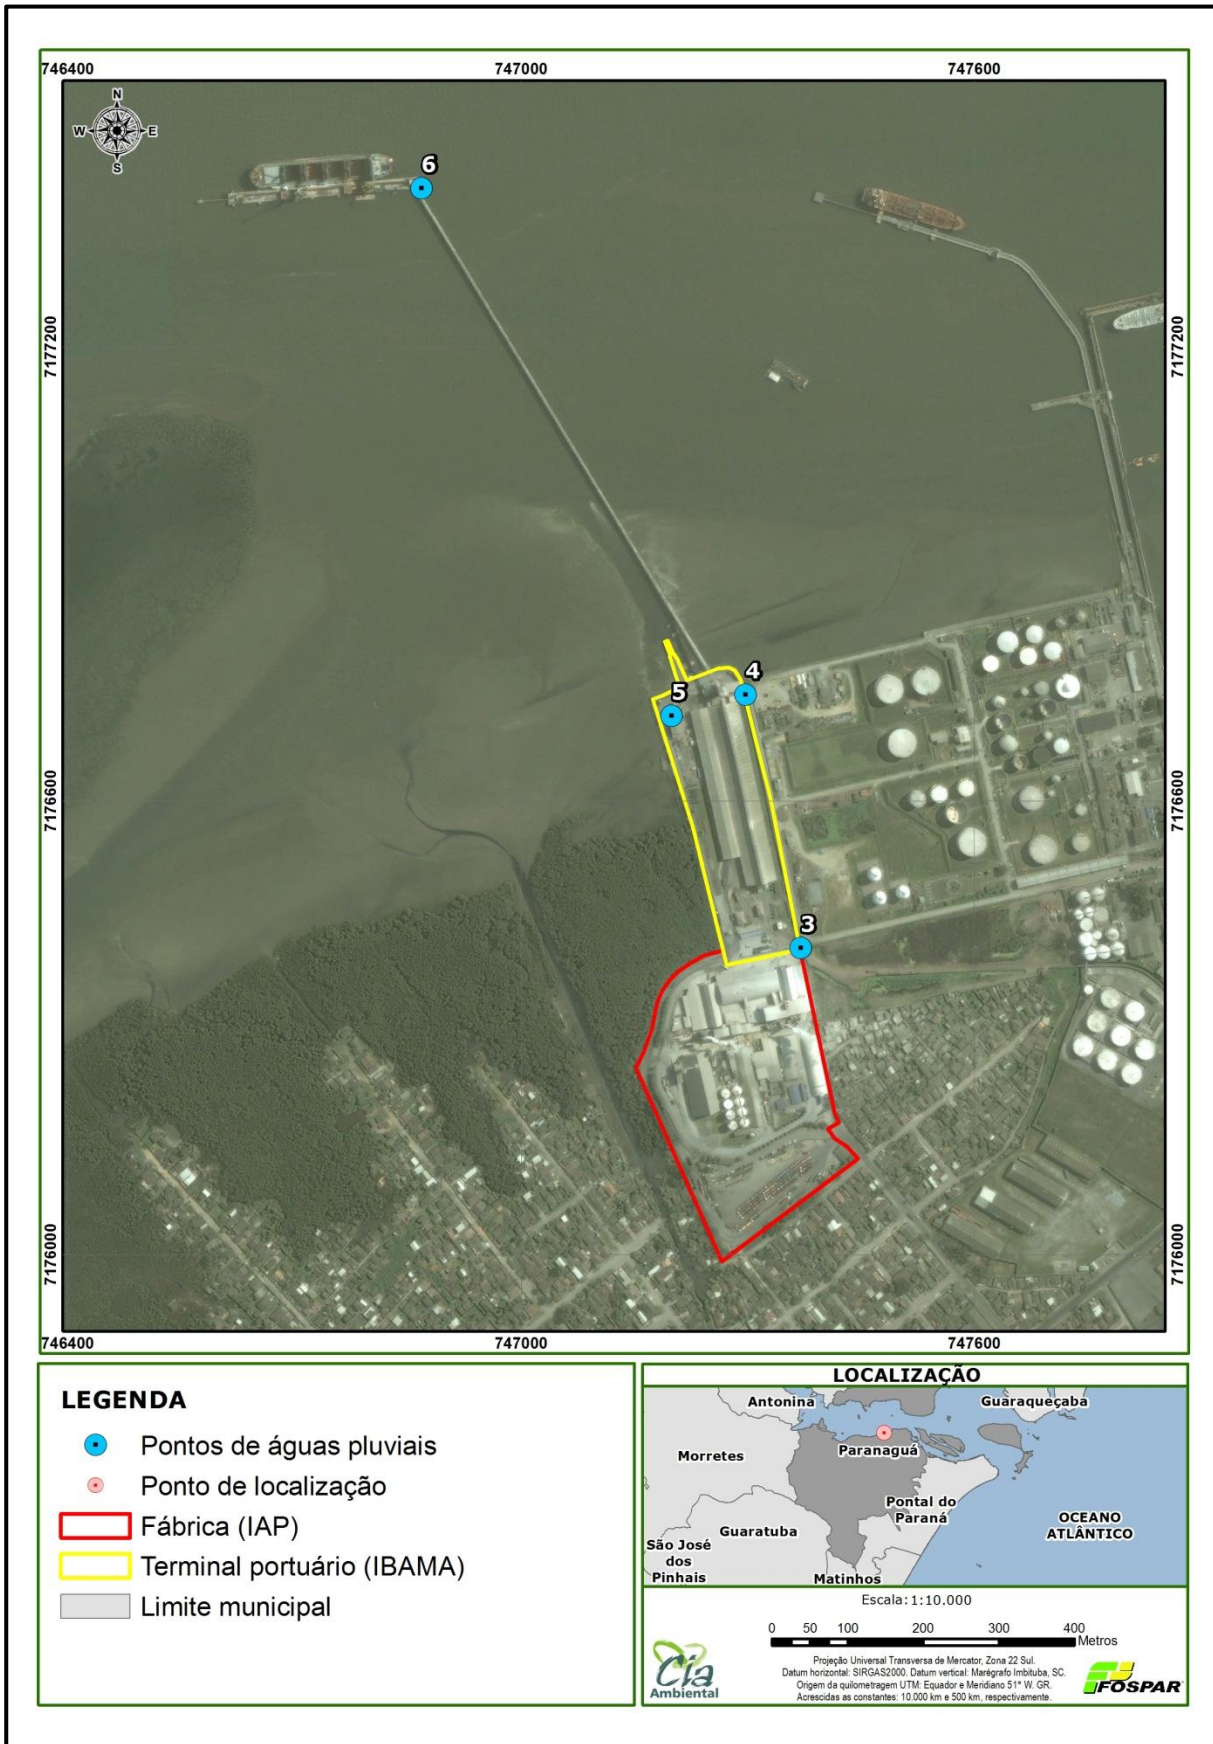 746400 747000 747600
N
W E
S
6
7177200 7177200
4
5
7176600 7176600
3
7176000 7176000
746400 747000 747600
LEGENDA
Pontos de águas pluviais
Ponto de localização
Fábrica (IAP)
Terminal portuário (IBAMA)
Limite municipal
LOCALIZAÇÃO
Antonina
Guaraqueçaba
Morretes
Paranaguá
Pontal do
Paraná
Guaratuba
OCEANO
ATLÂNTICO
São José
dos
Pinhais
Matinhos
Escala: 1:10.000
0 50 100 200 300 400
Metros
Projeção Universal Transversa de Mercator, Zona 22 Sul.
Datum horizontal: SIRGAS2000. Datum vertical: Marégrafo Imbituba, SC.
Origem da quilometragem UTM: Equador e Meridiano 51° W. GR.
Acrescidas as constantes: 10.000 km e 500 km, respectivamente.
Cia
Ambiental
FOSPAR